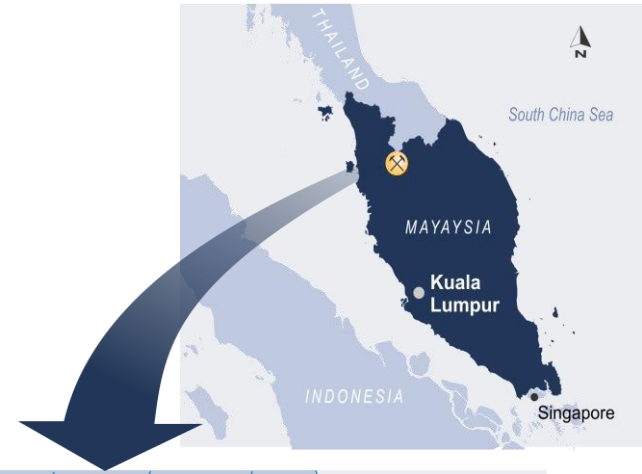 THAILAND
N
South China Sea
MAYAYSIA
Kuala
Lumpur
INDONESIA
Singapore